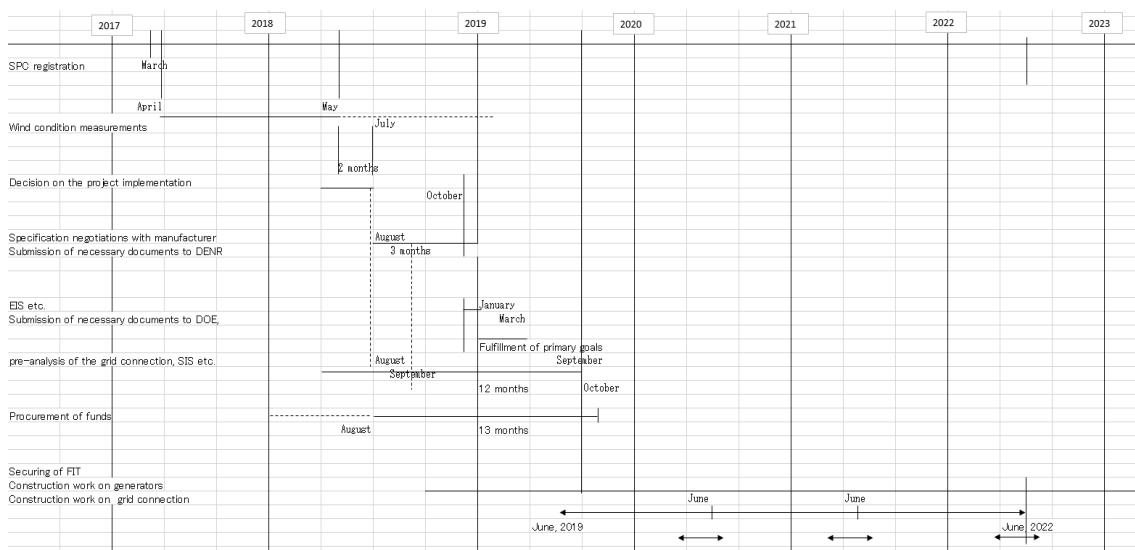 2017 2018 2019 2020 2021 2022 2023
SPC registration March
April May
Wind condition measurements July
2 months
Decision on the project implementation
October
Specification negotiations with manufacturer August
Submission of necessary documents to DENR 3 months
EIS etc. January
Submission of necessary documents to DOE, March
Fulfillment of primary goals
pre-analysis of the grid connection, SIS etc. August September
September
12 months October
Procurement of funds
August 13 months
Securing of FIT
Construction work on generators
Construction work on grid connection June June
June, 2019 June, 2022